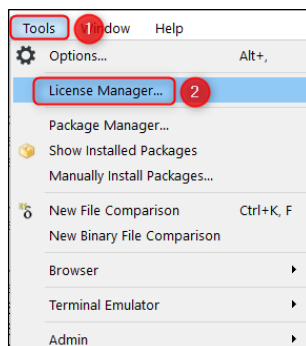 Tools 1 ndow Help
Options... Alt+,
License Manager... 2
Package Manager...
Show Installed Packages
Manually Install Packages...
New File Comparison Ctrl+K, F
New Binary File Comparison
Browser
Terminal Emulator
Admin